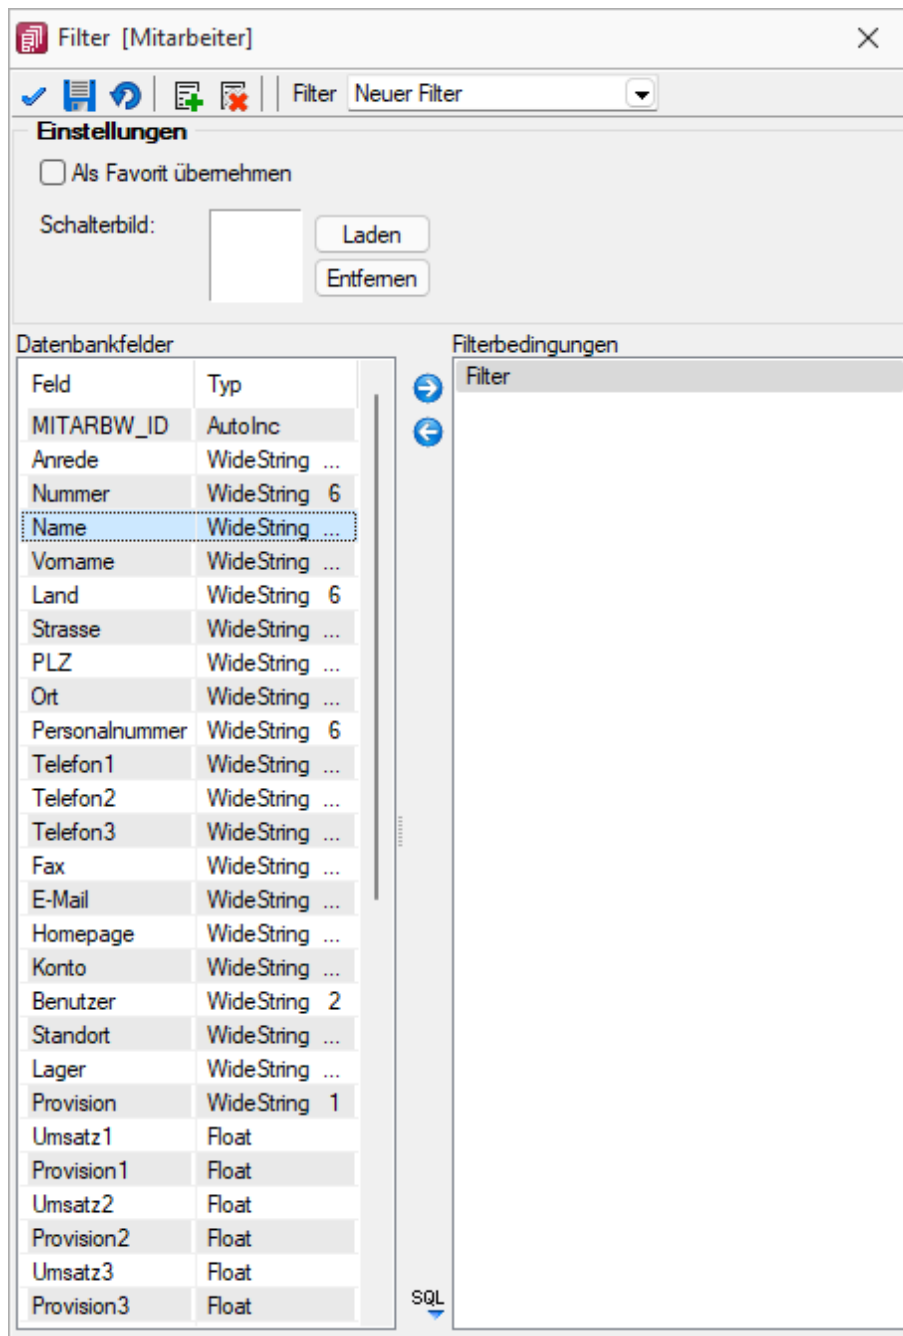 Filter [Mitarbeiter]
Filter Neuer Filter
Einstellungen
Als Favorit übernehmen
Schalterbild:
Laden
Entfernen
Datenbankfelder
Feld Typ
MITARBW_ID AutoInc
Anrede WideString ...
Nummer WideString 6
Name WideString ...
Vorname WideString ...
Land WideString 6
Strasse WideString ...
PLZ WideString ...
Ort WideString ...
Personalnummer WideString 6
Telefon1 WideString ...
Telefon2 WideString ...
Telefon3 WideString ...
Fax WideString ...
E-Mail WideString ...
Homepage WideString ...
Konto WideString ...
Benutzer WideString 2
Standort WideString ...
Lager WideString ...
Provision WideString 1
Umsatz1 Float
Provision1 Float
Umsatz2 Float
Provision2 Float
Umsatz3 Float
Provision3 Float
SQL
Filterbedingungen
Filter